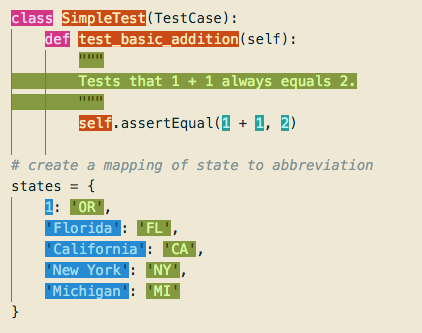 class SimpleTest(TestCase):
    def test_basic_addition(self):
        """
        Tests that 1 + 1 always equals 2.
        """
        self.assertEqual(1 + 1, 2)
# create a mapping of state to abbreviation
states = {
    1: 'OR',
    'Florida': 'FL',
    'California': 'CA',
    'New York': 'NY',
    'Michigan': 'MI'
}